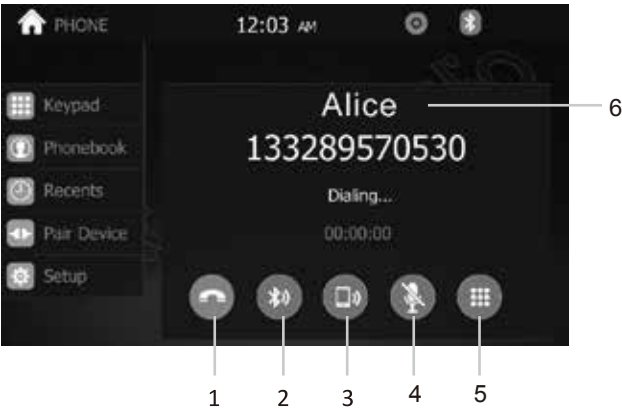 PHONE 12:03 AM
Keypad
Phonebook
Recents
Pair Device
Setup
Alice
133289570530
Dialing...
00:00:00
6
1 2 3 4 5